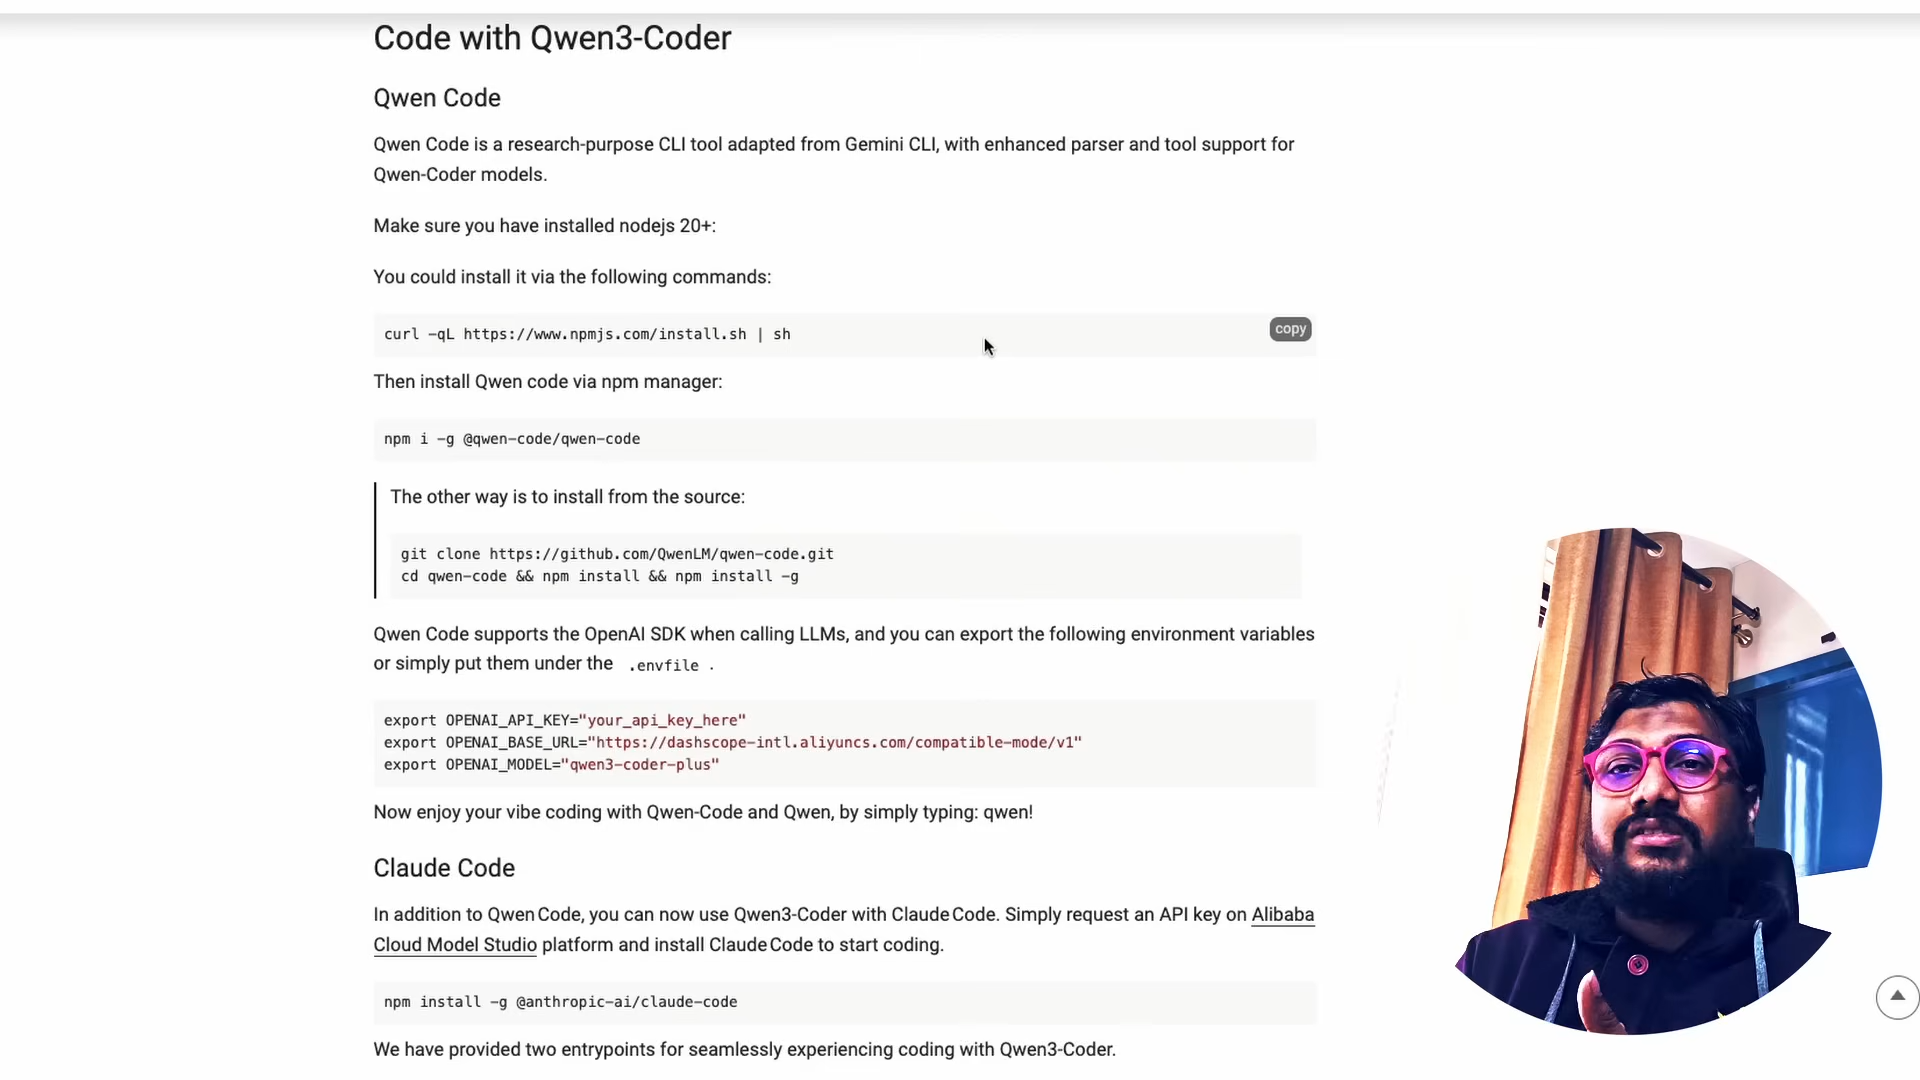 Code with Qwen3-Coder
Qwen Code
Qwen Code is a research-purpose CLI tool adapted from Gemini CLI, with enhanced parser and tool support for
Qwen-Coder models.
Make sure you have installed nodejs 20+:
You could install it via the following commands:
curl -qL https://www.npmjs.com/install.sh | sh
copy
Then install Qwen code via npm manager:
npm i -g @qwen-code/qwen-code
The other way is to install from the source:
git clone https://github.com/QwenLM/qwen-code.git
cd qwen-code && npm install && npm install -g
Qwen Code supports the OpenAI SDK when calling LLMs, and you can export the following environment variables
or simply put them under the .envfile .
export OPENAI_API_KEY="your_api_key_here"
export OPENAI_BASE_URL="https://dashscope-intl.aliyuncs.com/compatible-mode/v1"
export OPENAI_MODEL="qwen3-coder-plus"
Now enjoy your vibe coding with Qwen-Code and Qwen, by simply typing: qwen!
Claude Code
In addition to Qwen Code, you can now use Qwen3-Coder with Claude Code. Simply request an API key on Alibaba
Cloud Model Studio platform and install Claude Code to start coding.
npm install -g @anthropic-ai/claude-code
We have provided two entrypoints for seamlessly experiencing coding with Qwen3-Coder.